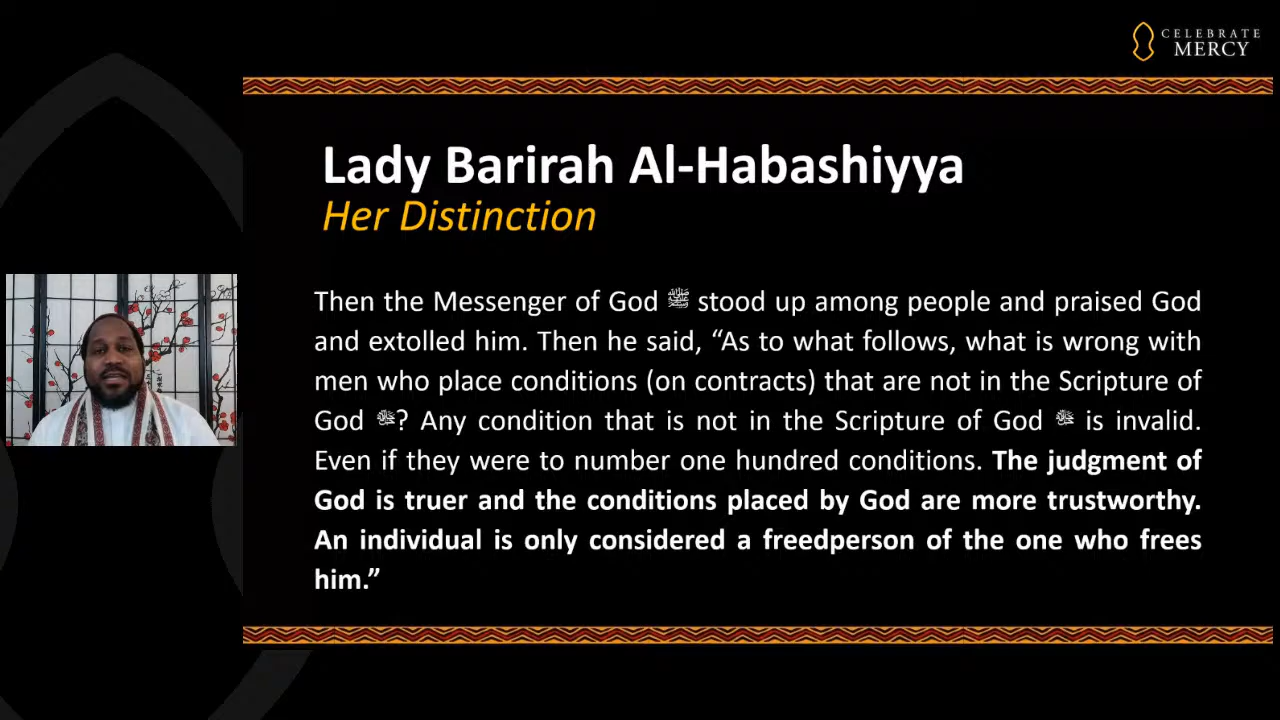 CELEBRATE
MERCY
Lady Barirah Al-Habashiyya
Her Distinction
Then the Messenger of God ﷺ stood up among people and praised God
and extolled him. Then he said, “As to what follows, what is wrong with
men who place conditions (on contracts) that are not in the Scripture of
God ﷻ? Any condition that is not in the Scripture of God ﷻ is invalid.
Even if they were to number one hundred conditions. The judgment of
God is truer and the conditions placed by God are more trustworthy.
An individual is only considered a freedperson of the one who frees
him.”